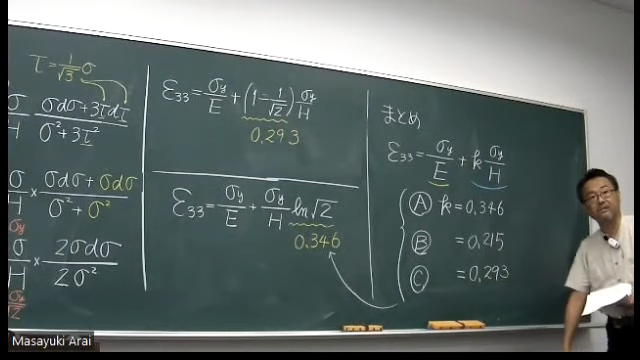 τ = 1/√3 σ
σ/H (σdσ+3τdτ)/(σ²+3τ²)
σ/H × (σdσ+σdσ)/(σ²+σ²)
σy
/H × 2σdσ/2σ²
ε33 = σy/E + (1 - 1/√2) σy/H
0.293
ε33 = σy/E + σy/H ln√2
0.346
まとめ
ε33 = σy/E + k σy/H
Ⓐ k = 0.346
Ⓑ = 0.215
Ⓒ = 0.293
Masayuki Arai